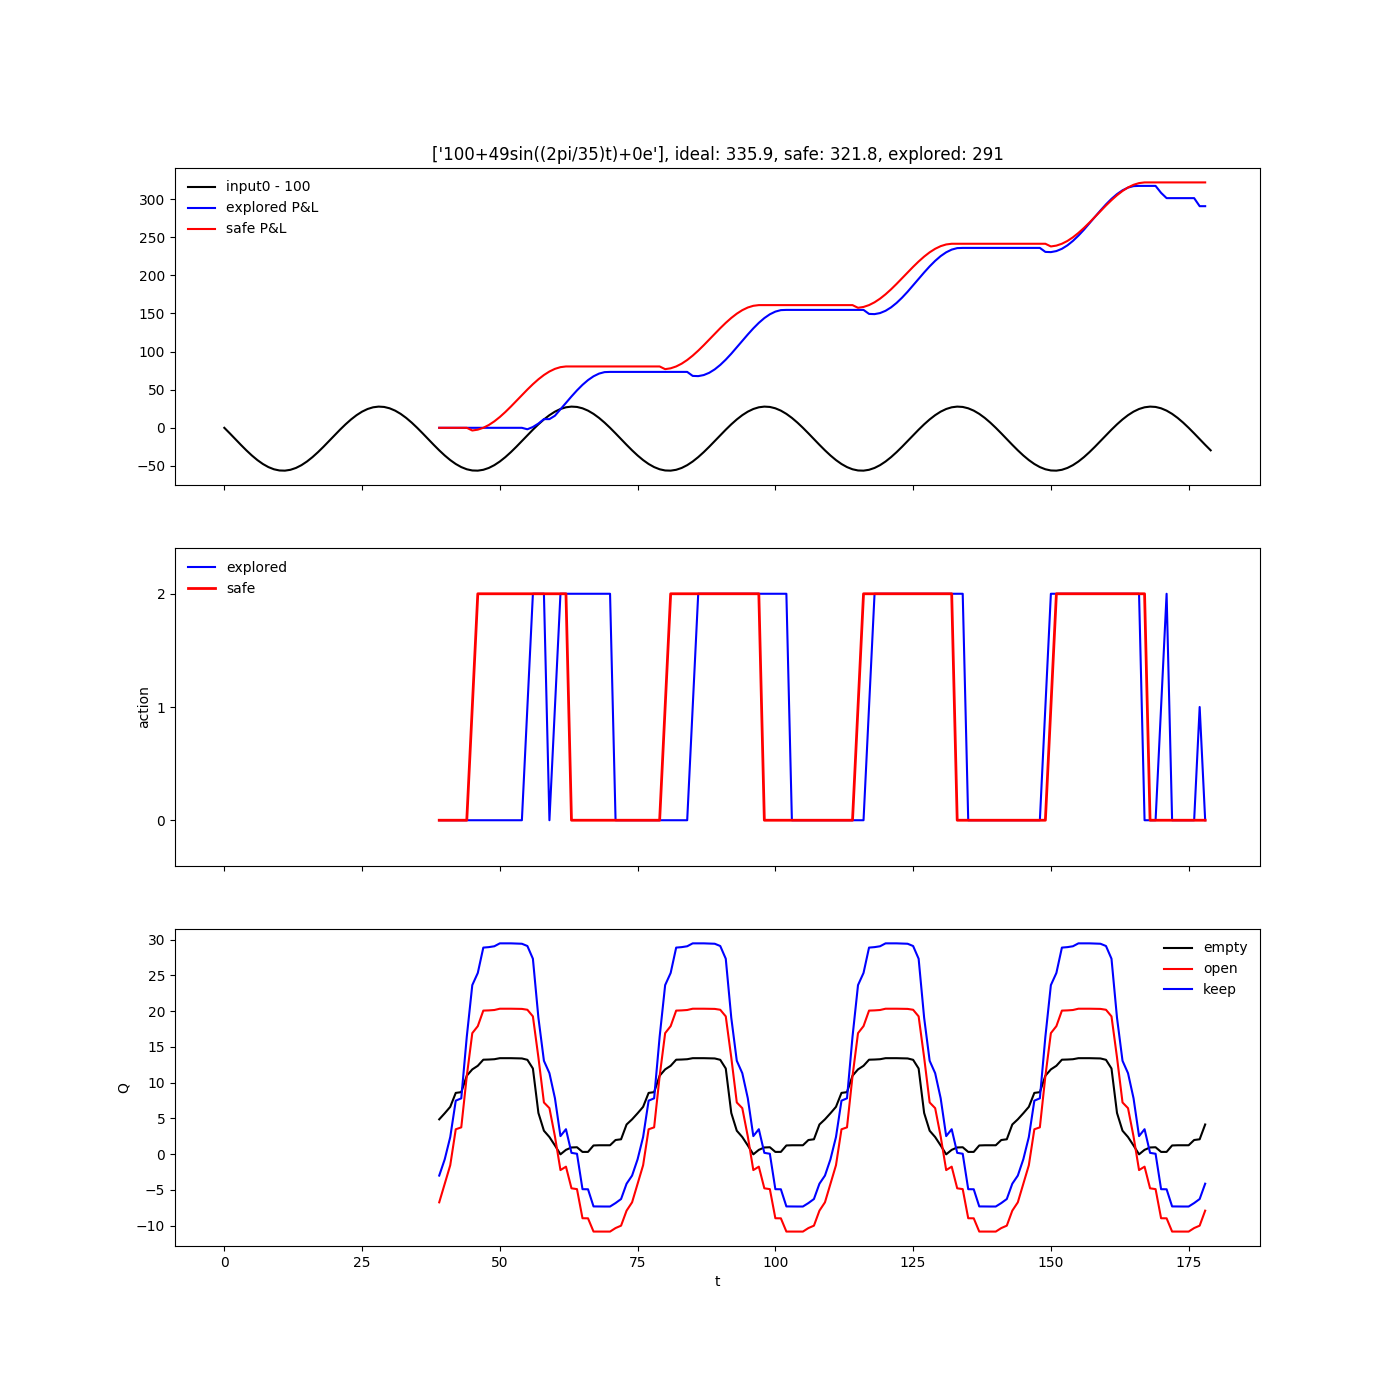 ['100+49sin((2pi/35)t)+0e'], ideal: 335.9, safe: 321.8, explored: 291
input0 - 100
explored P&L
safe P&L
300
250
200
150
100
50
0
−50
explored
safe
2
1
0
action
empty
open
keep
30
25
20
15
10
5
0
−5
−10
Q
0 25 50 75 100 125 150 175
t